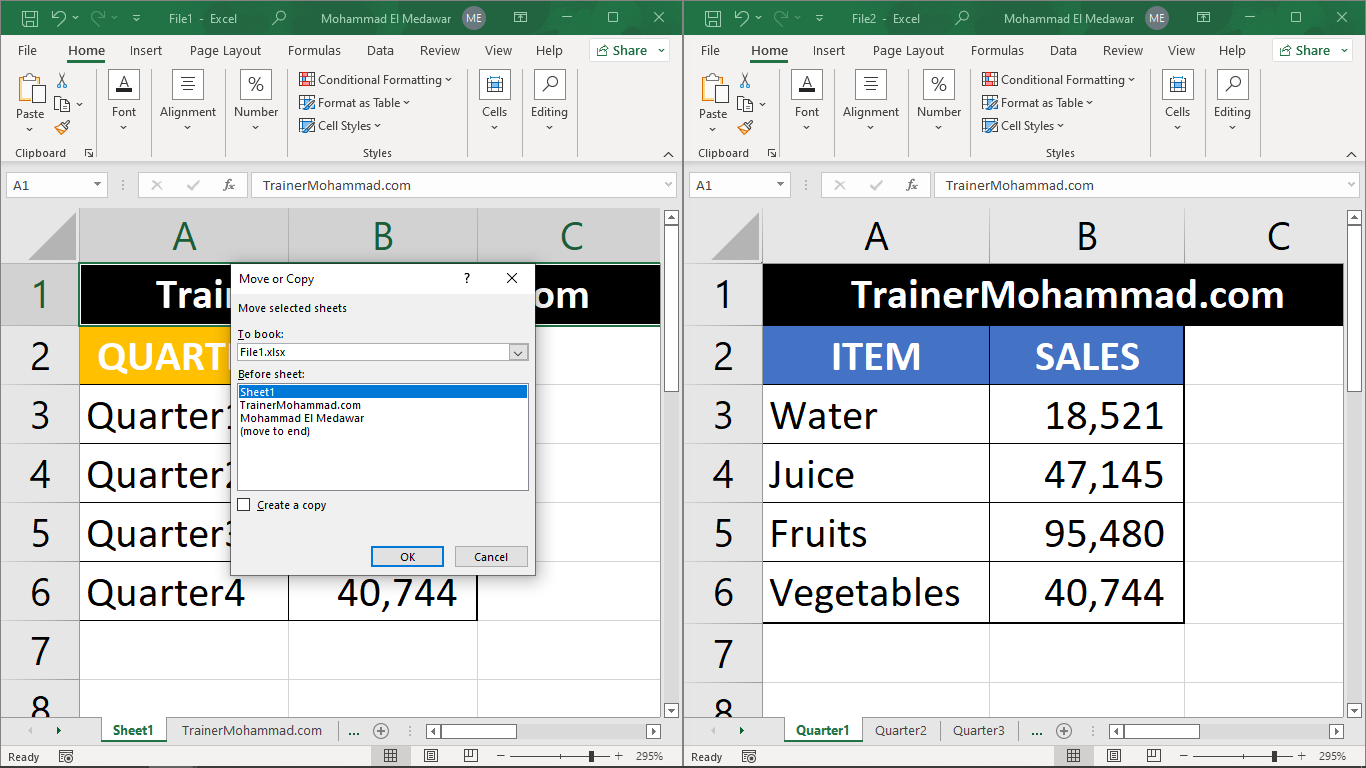 File1 - Excel
Mohammad El Medawar
ME
File Home Insert Page Layout Formulas Data Review View Help Share
Paste
Clipboard
A
Font
Alignment
%
Number
Conditional Formatting
Format as Table
Cell Styles
Styles
Cells
Editing
A1
fx
TrainerMohammad.com
A B C
1
2 QUART
3 Quarter1
4 Quarter2
5 Quarter3
6 Quarter4 40,744
7
8
Trai
om
Move or Copy
?
Move selected sheets
To book:
File1.xlsx
Before sheet:
Sheet1
TrainerMohammad.com
Mohammad El Medawar
(move to end)
Create a copy
OK Cancel
Sheet1 TrainerMohammad.com ...
Ready
295%
File2 - Excel
Mohammad El Medawar
ME
File Home Insert Page Layout Formulas Data Review View Help Share
Paste
Clipboard
A
Font
Alignment
%
Number
Conditional Formatting
Format as Table
Cell Styles
Styles
Cells
Editing
A1
fx
TrainerMohammad.com
A B C
1 TrainerMohammad.com
2 ITEM SALES
3 Water 18,521
4 Juice 47,145
5 Fruits 95,480
6 Vegetables 40,744
7
8
Quarter1 Quarter2 Quarter3 ...
Ready
295%